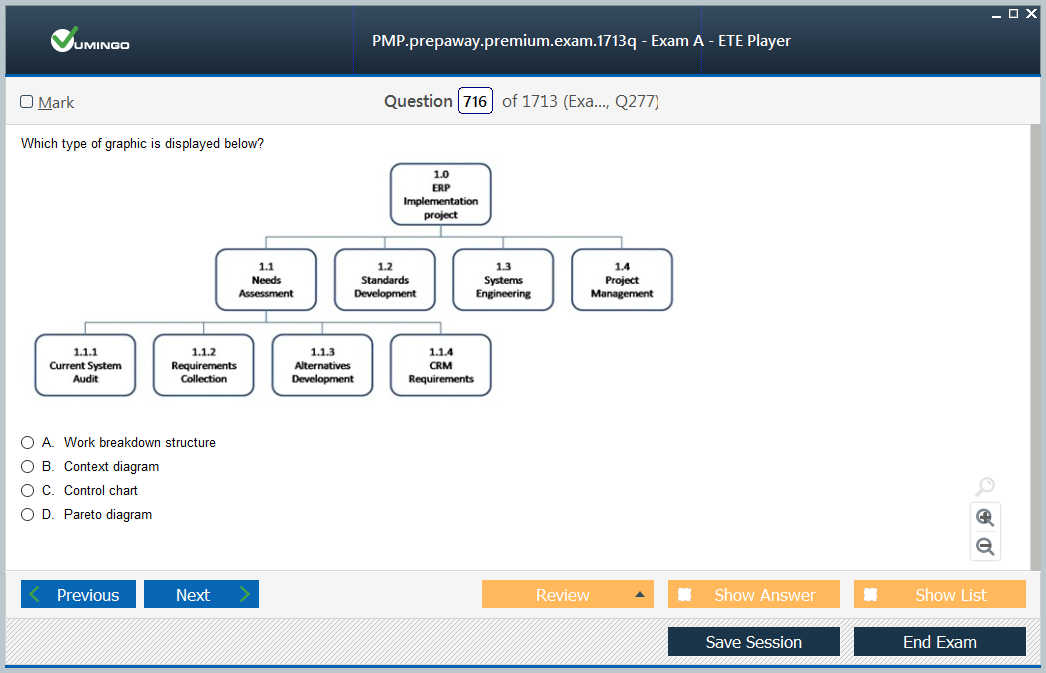 VUMINGO
PMP.prepaway.premium.exam.1713q - Exam A - ETE Player
Mark
Question 716 of 1713 (Exa..., Q277)
Which type of graphic is displayed below?
1.0
ERP
Implementation
project
1.1
Needs
Assessment
1.2
Standards
Development
1.3
Systems
Engineering
1.4
Project
Management
1.1.1
Current System
Audit
1.1.2
Requirements
Collection
1.1.3
Alternatives
Development
1.1.4
CRM
Requirements
A. Work breakdown structure
B. Context diagram
C. Control chart
D. Pareto diagram
Previous
Next
Review
Show Answer
Show List
Save Session
End Exam